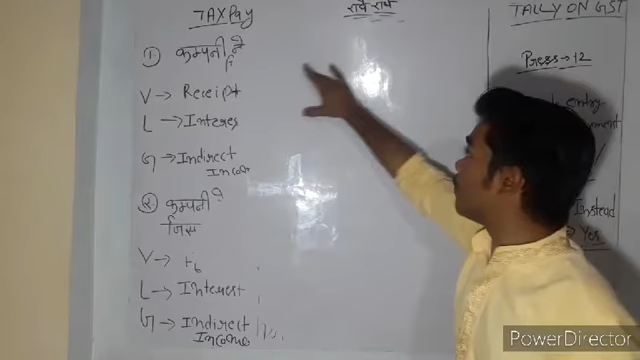 TAX Pay
① कम्पनी ने
V → Receipt
L → Interes
G → Indirect
Incom
② कम्पनी ने
जिस
V →
L → Interest
G → Indirect
Income
राधे राधे
TALLY ON GST
Press → 12
entry
Instead
Yes
PowerDirector